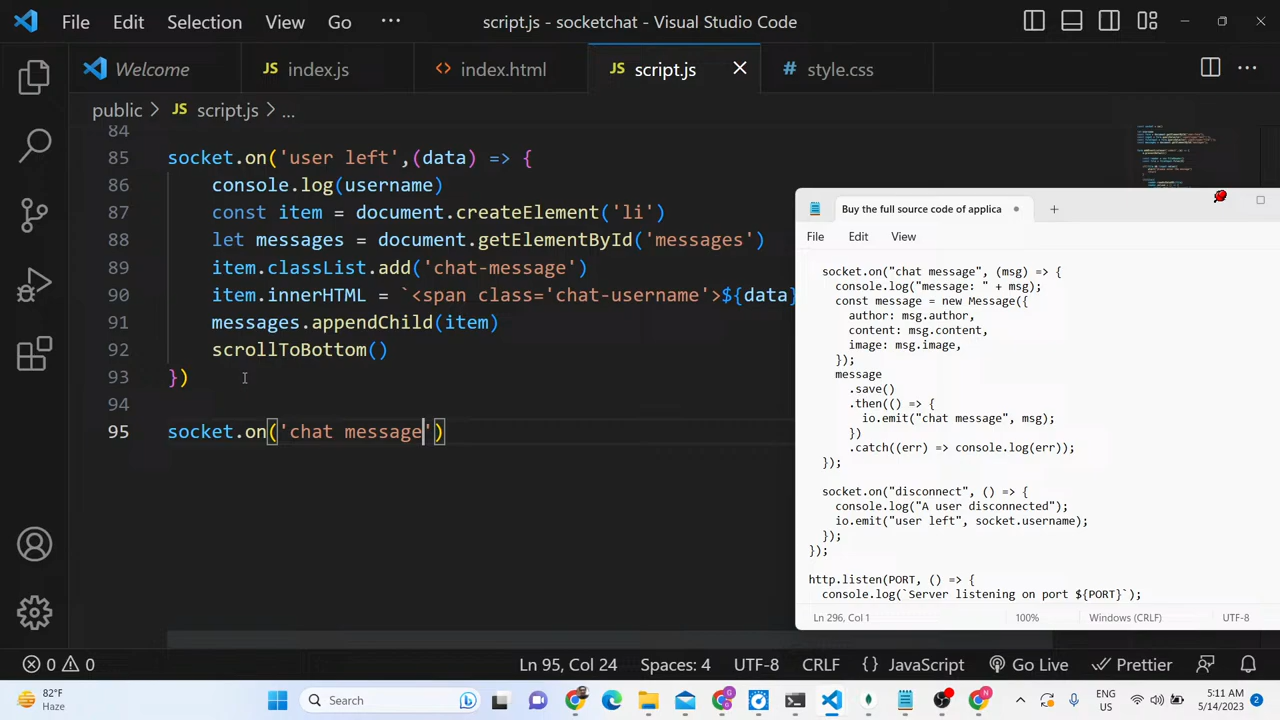 File Edit Selection View Go ··· script.js - socketchat - Visual Studio Code
Welcome JS index.js <> index.html JS script.js # style.css ···
public > JS script.js > ...
84
85 socket.on('user left',(data) => {
86 console.log(username)
87 const item = document.createElement('li')
88 let messages = document.getElementById('messages')
89 item.classList.add('chat-message')
90 item.innerHTML = `<span class='chat-username'>${data}
91 messages.appendChild(item)
92 scrollToBottom()
93 })
94
95 socket.on('chat message')
Buy the full source code of applica
File Edit View
socket.on("chat message", (msg) => {
console.log("message: " + msg);
const message = new Message({
author: msg.author,
content: msg.content,
image: msg.image,
});
message
.save()
.then(() => {
io.emit("chat message", msg);
})
.catch((err) => console.log(err));
});
socket.on("disconnect", () => {
console.log("A user disconnected");
io.emit("user left", socket.username);
});
});
http.listen(PORT, () => {
console.log(`Server listening on port ${PORT}`);
Ln 296, Col 1 100% Windows (CRLF) UTF-8
0 0 Ln 95, Col 24 Spaces: 4 UTF-8 CRLF {} JavaScript Go Live Prettier
82°F
Haze
Search
ENG
US
5:11 AM
5/14/2023
2